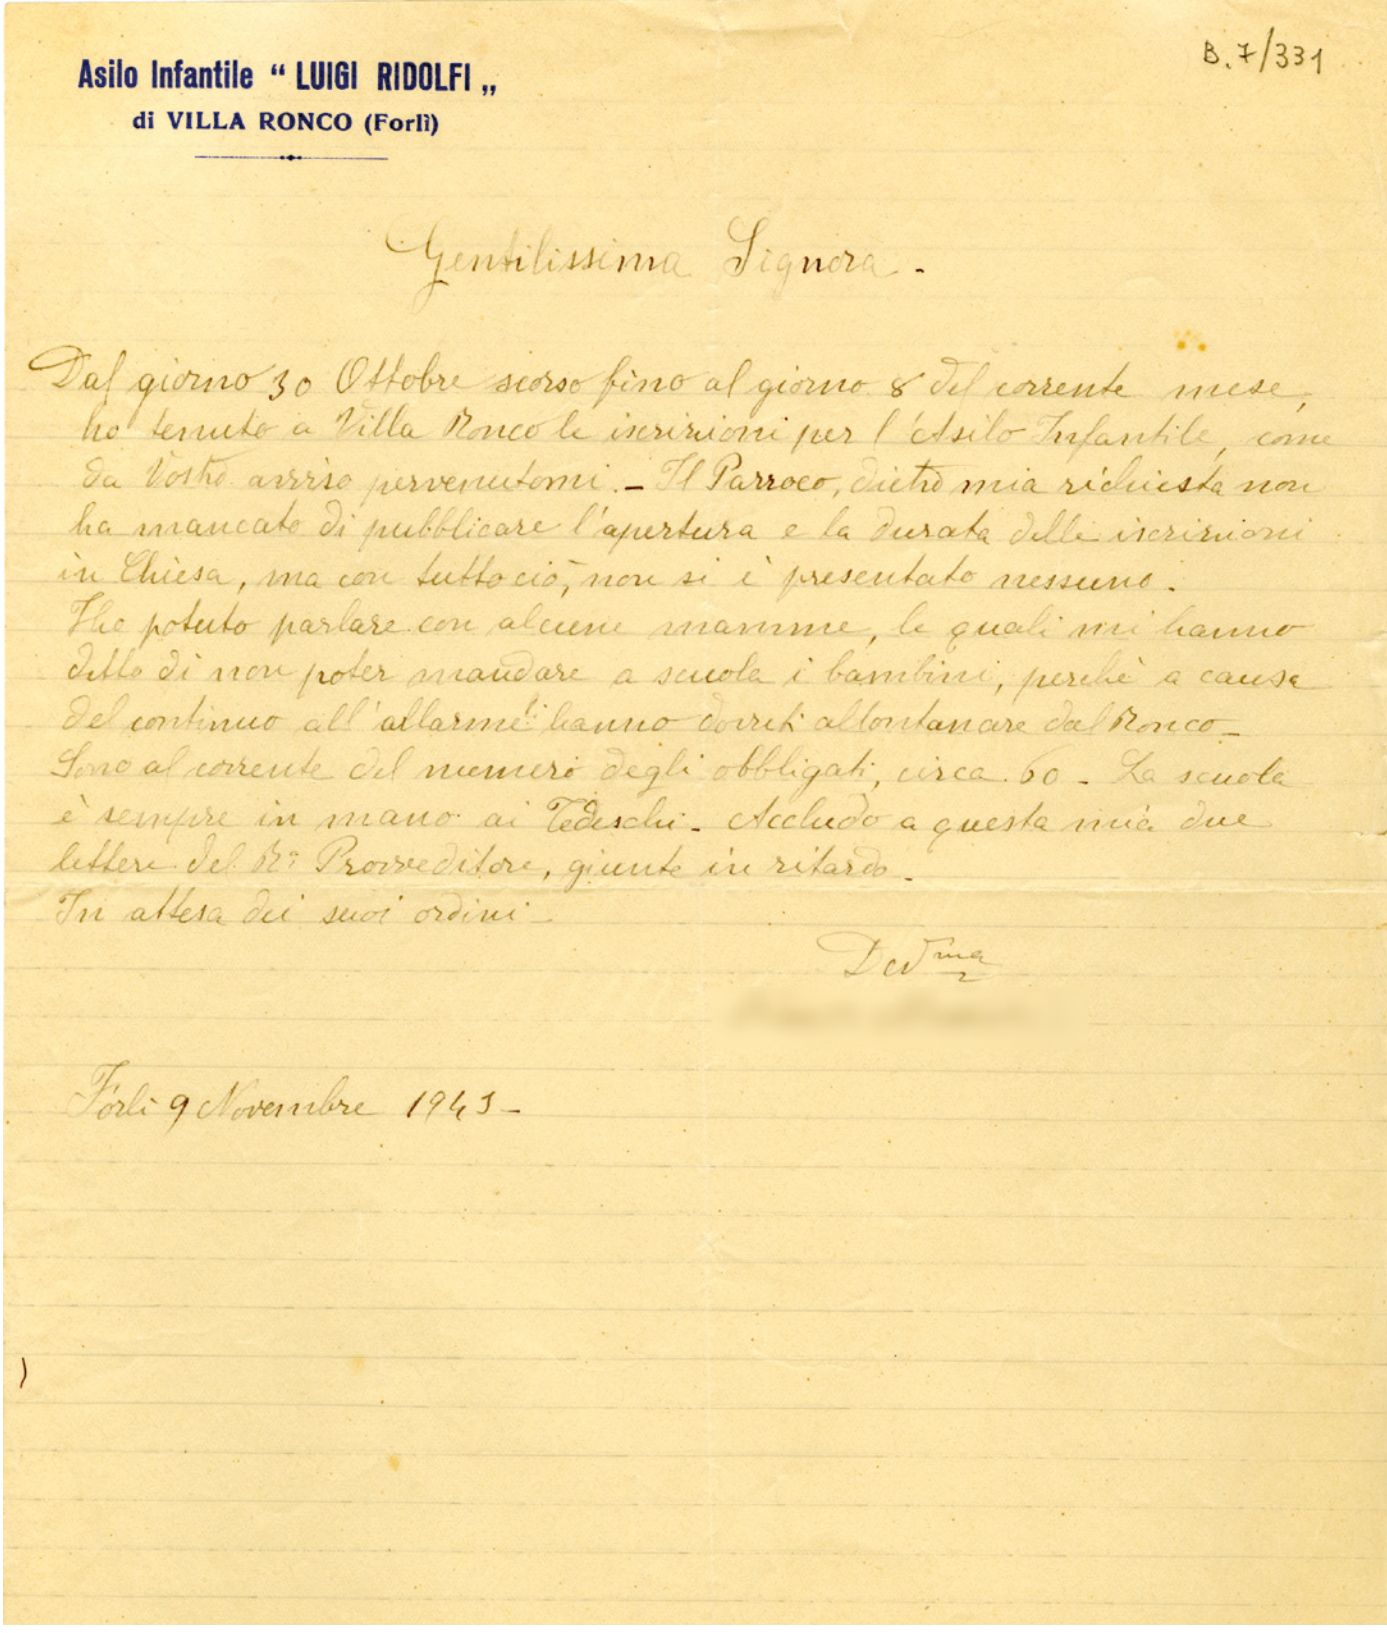 Asilo Infantile “ LUIGI RIDOLFI „
di VILLA RONCO (Forlì)
B. 7/331
Gentilissima Signora -
Dal giorno 30 Ottobre scorso fino al giorno 8 del corrente mese,
ho tenuto a Villa Ronco le iscrizioni per l'Asilo Infantile, come
da Vostro avviso pervenutomi. - Il Parroco, dietro mia richiesta non
ha mancato di pubblicare l'apertura e la durata delle iscrizioni
in Chiesa, ma con tutto ciò, non si è presentato nessuno.
Ho potuto parlare con alcune mamme, le quali mi hanno
detto di non poter mandare a scuola i bambini, perchè a causa
del continuo all'allarme li hanno dovuti allontanare dal Ronco -
Sono al corrente del numero degli obbligati, circa 60 - La scuola
è sempre in mano ai Tedeschi - Accludo a questa mia due
lettere del Rº Provveditore, giunte in ritardo -
In attesa dei suoi ordini -
Devma
Forlì 9 Novembre 1943 -